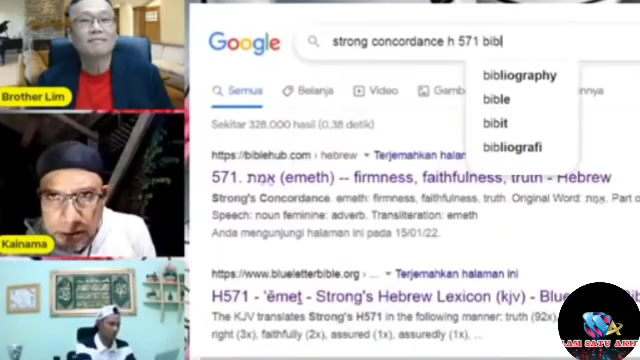 Brother Lim
Kainama
Google
strong concordance h 571 bibl
bibliography
bible
bibit
bibliografi
Semua
Belanja
Video
Sekitar 328.000 hasil (0,38 detik)
https://biblehub.com › hebrew Terjemahkan halaman
571. אֱמֶת (emeth) -- firmness, faithfulness, truth - Hebrew
Strong's Concordance. emeth: firmness, faithfulness, truth. Original Word: אֱמֶת. Part o
Speech: noun feminine; adverb. Transliteration: emeth
Anda mengunjungi halaman ini pada 15/01/22.
https://www.blueletterbible.org › ... Terjemahkan halaman ini
H571 - 'ĕmeṯ - Strong's Hebrew Lexicon (kjv) - Blue
The KJV translates Strong's H571 in the following manner: truth (92x),
right (3x), faithfully (2x), assured (1x), assuredly (1x), ...